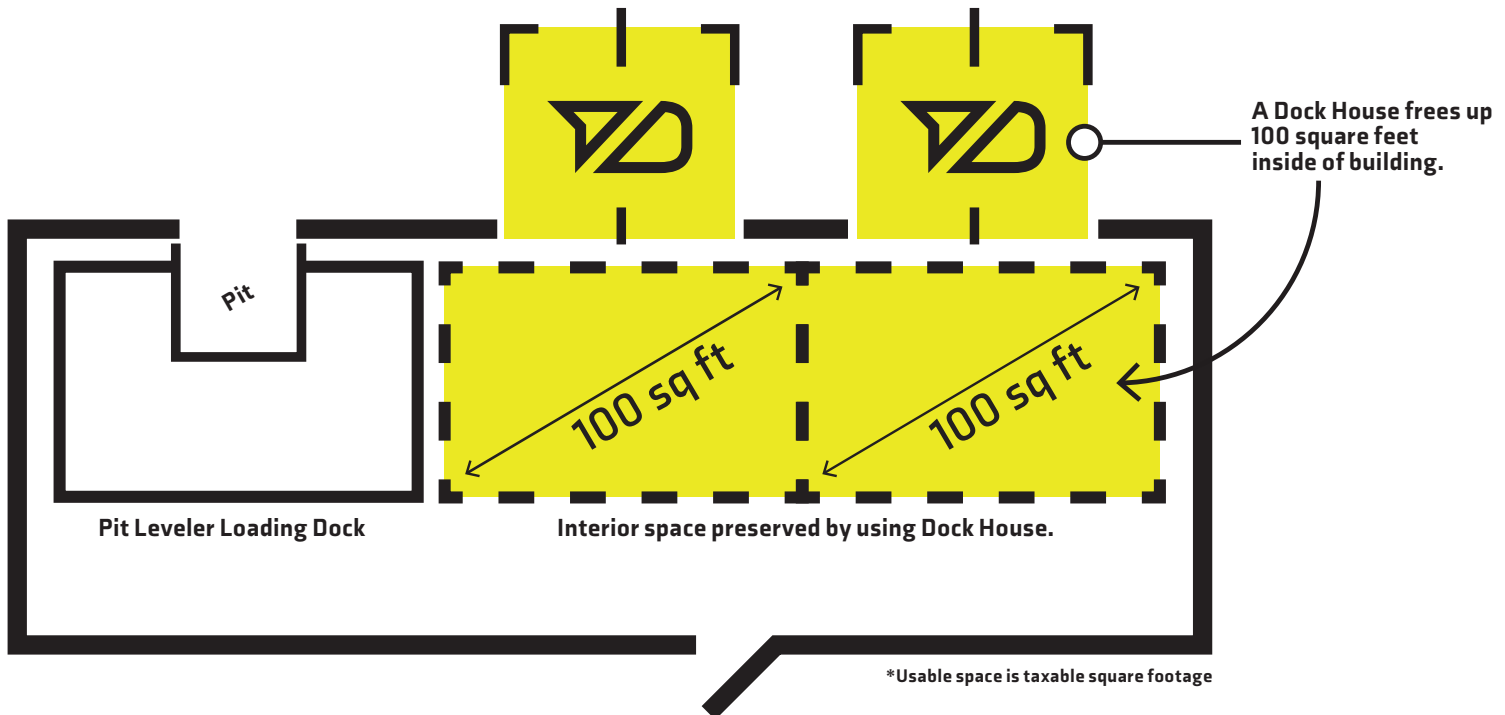 A Dock House frees up
100 square feet
inside of building.
Pit
100 sq ft
100 sq ft
Pit Leveler Loading Dock
Interior space preserved by using Dock House.
*Usable space is taxable square footage